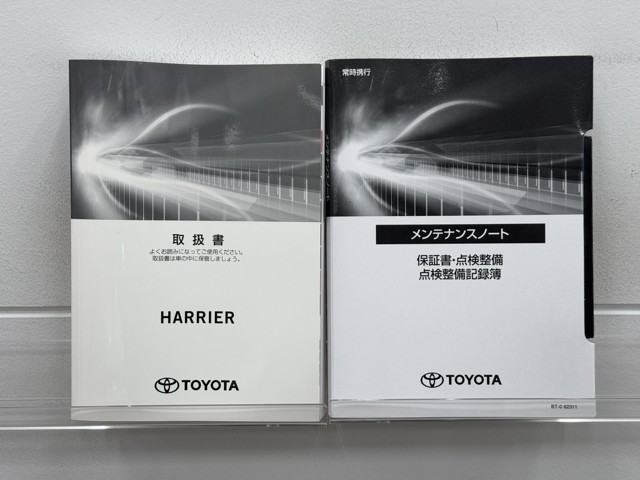 取扱書
よくお読みになってご使用ください。
取扱書は車の中に保管しましょう。
HARRIER
TOYOTA
常時携行
メンテナンスノート
保証書・点検整備
点検整備記録簿
TOYOTA
BT-C 62311